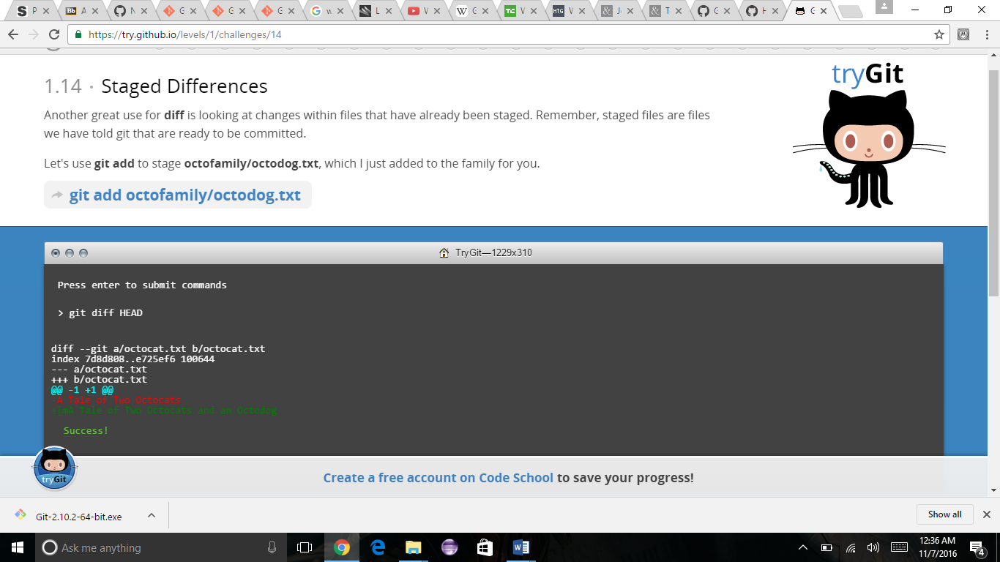 S P
Bb A
N
G
G
G
G w
L
V
W G
TC V
HTG V
& J
& T
G
H
G
https://try.github.io/levels/1/challenges/14
1.14 · Staged Differences
tryGit
Another great use for diff is looking at changes within files that have already been staged. Remember, staged files are files
we have told git that are ready to be committed.
Let's use git add to stage octofamily/octodog.txt, which I just added to the family for you.
git add octofamily/octodog.txt
TryGit—1229x310
Press enter to submit commands
> git diff HEAD
diff --git a/octocat.txt b/octocat.txt
index 7d8d808..e725ef6 100644
--- a/octocat.txt
+++ b/octocat.txt
@@ -1 +1 @@
-A Tale of Two Octocats
A Tale of Two Octocats and an Octodog
Success!
tryGit
Create a free account on Code School to save your progress!
Git-2.10.2-64-bit.exe
Show all
Ask me anything
12:36 AM
11/7/2016
4